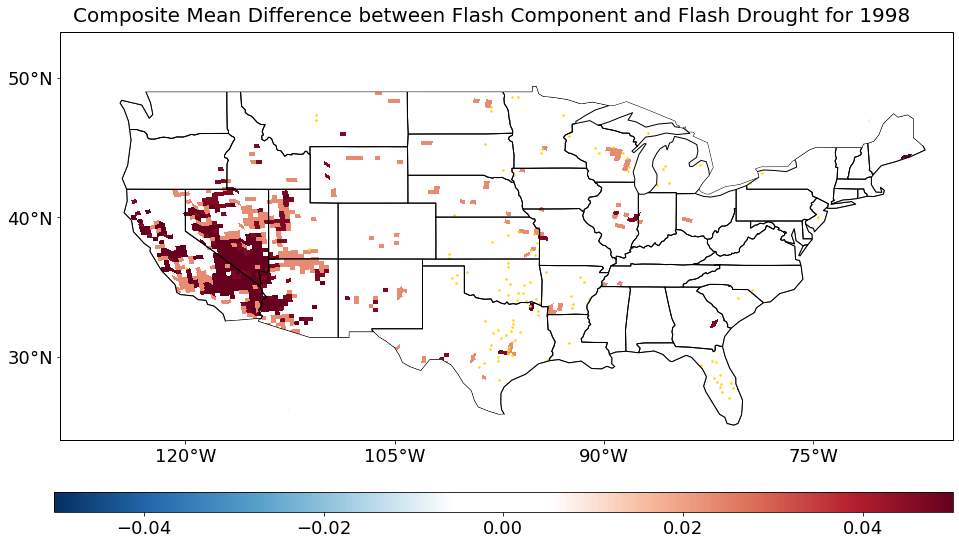 Composite Mean Difference between Flash Component and Flash Drought for 1998
50°N
40°N
30°N
120°W 105°W 90°W 75°W
−0.04 −0.02 0.00 0.02 0.04